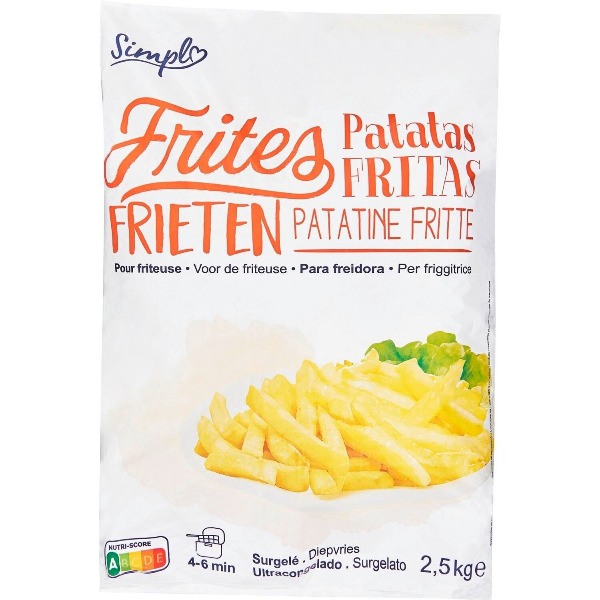 Simpl
Frites
Patatas
FRITAS
FRIETEN
PATATINE FRITTE
Pour friteuse • Voor de friteuse • Para freidora • Per friggitrice
NUTRI-SCORE
A B C D E
4-6 min
Surgelé . Diepvries
Ultracongelado . Surgelato
2,5kg e